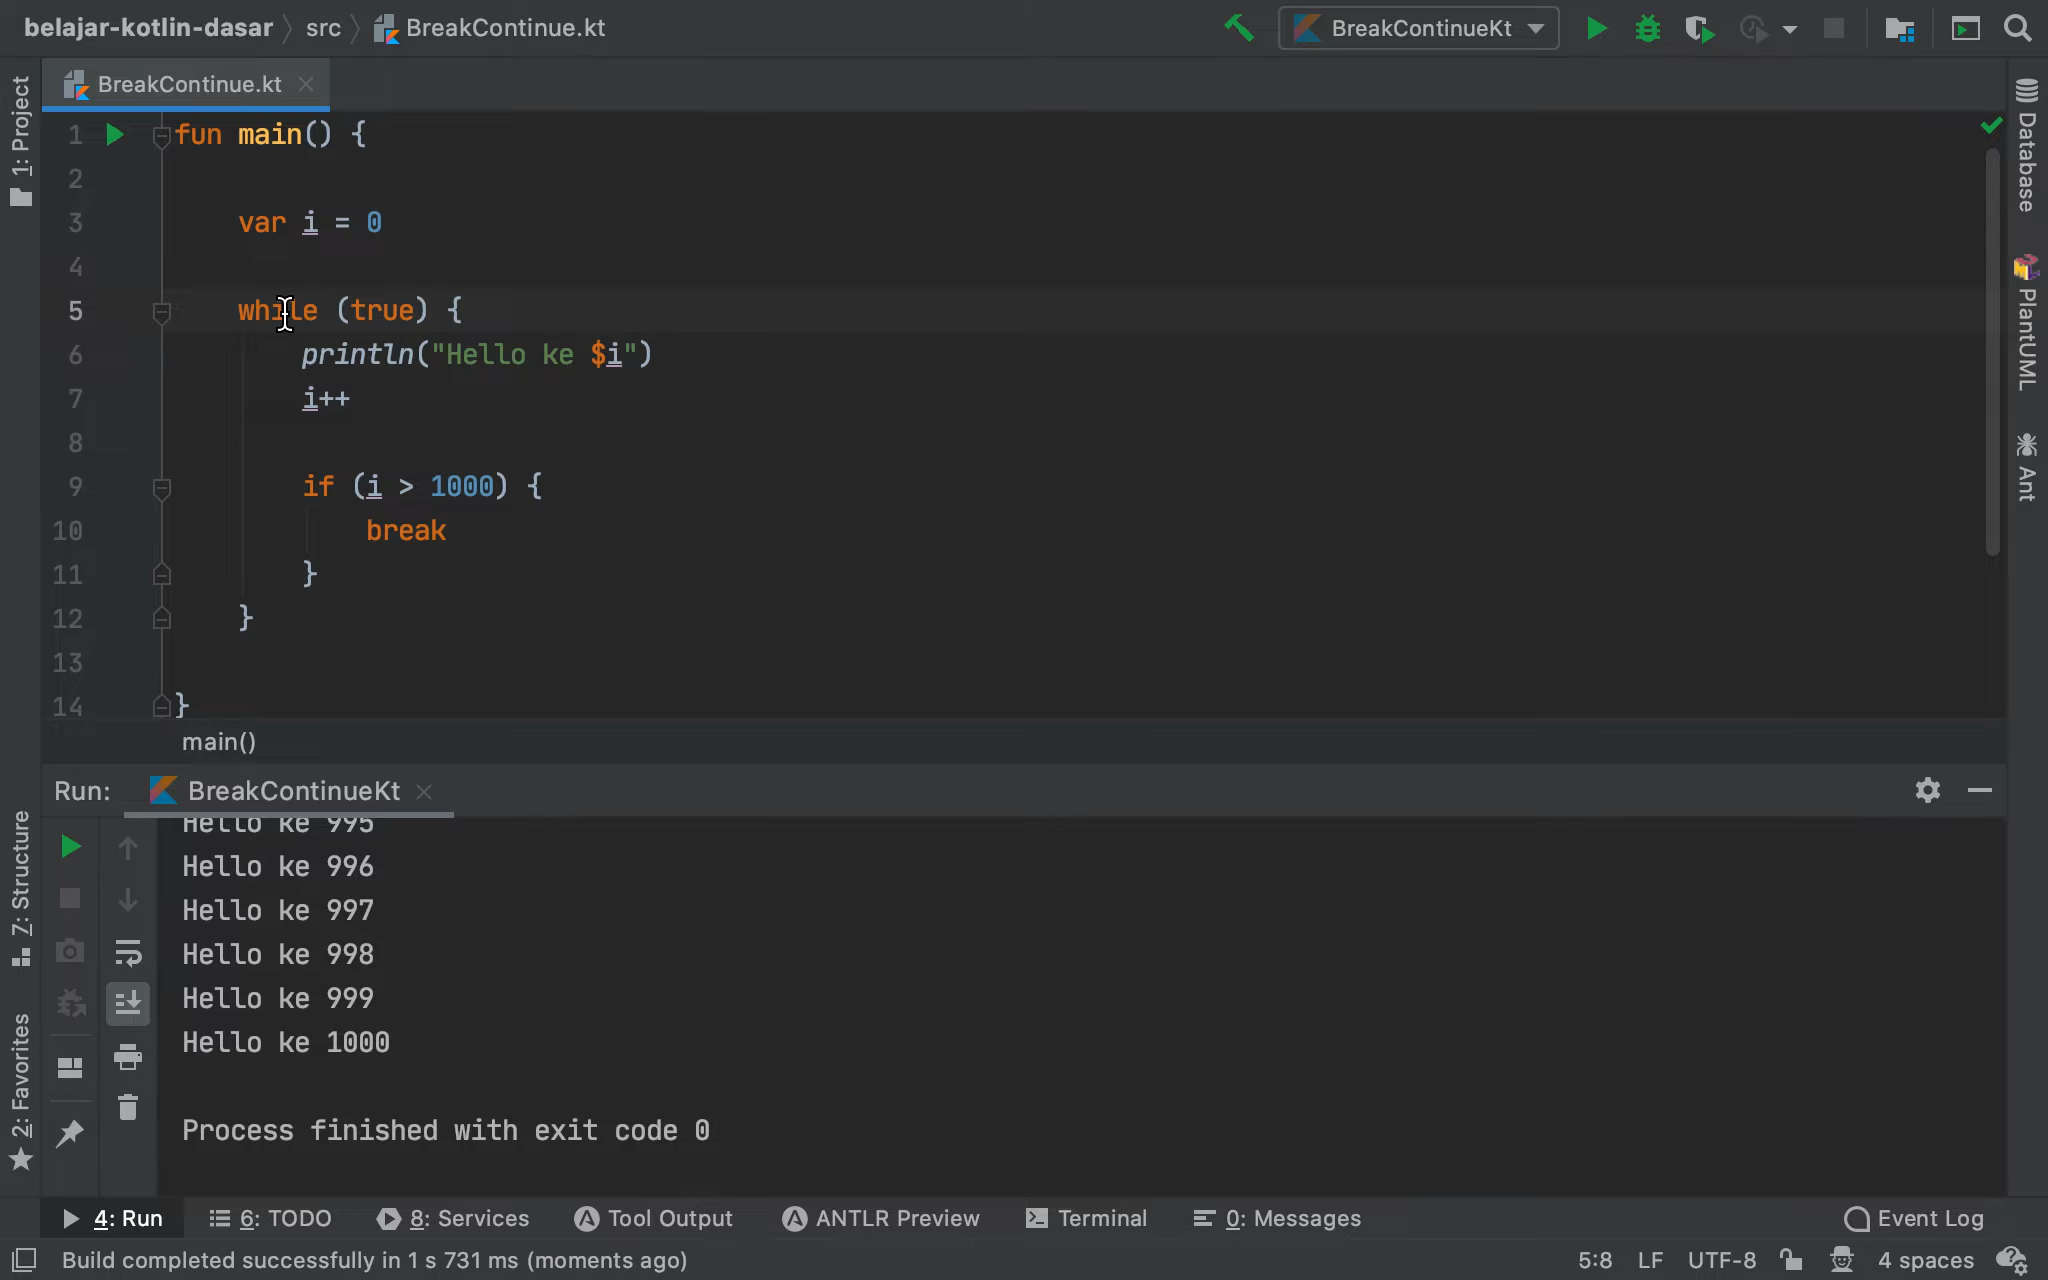 belajar-kotlin-dasar src BreakContinue.kt BreakContinueKt
BreakContinue.kt
1: Project
Database
PlantUML
Ant
1 fun main() {
2
3 var i = 0
4
5 while (true) {
6 println("Hello ke $i")
7 i++
8
9 if (i > 1000) {
10 break
11 }
12 }
13
14 }
main()
Run: BreakContinueKt
7: Structure
2: Favorites
Hello ke 995
Hello ke 996
Hello ke 997
Hello ke 998
Hello ke 999
Hello ke 1000
Process finished with exit code 0
4: Run 6: TODO 8: Services Tool Output ANTLR Preview Terminal 0: Messages Event Log
Build completed successfully in 1 s 731 ms (moments ago) 5:8 LF UTF-8 4 spaces